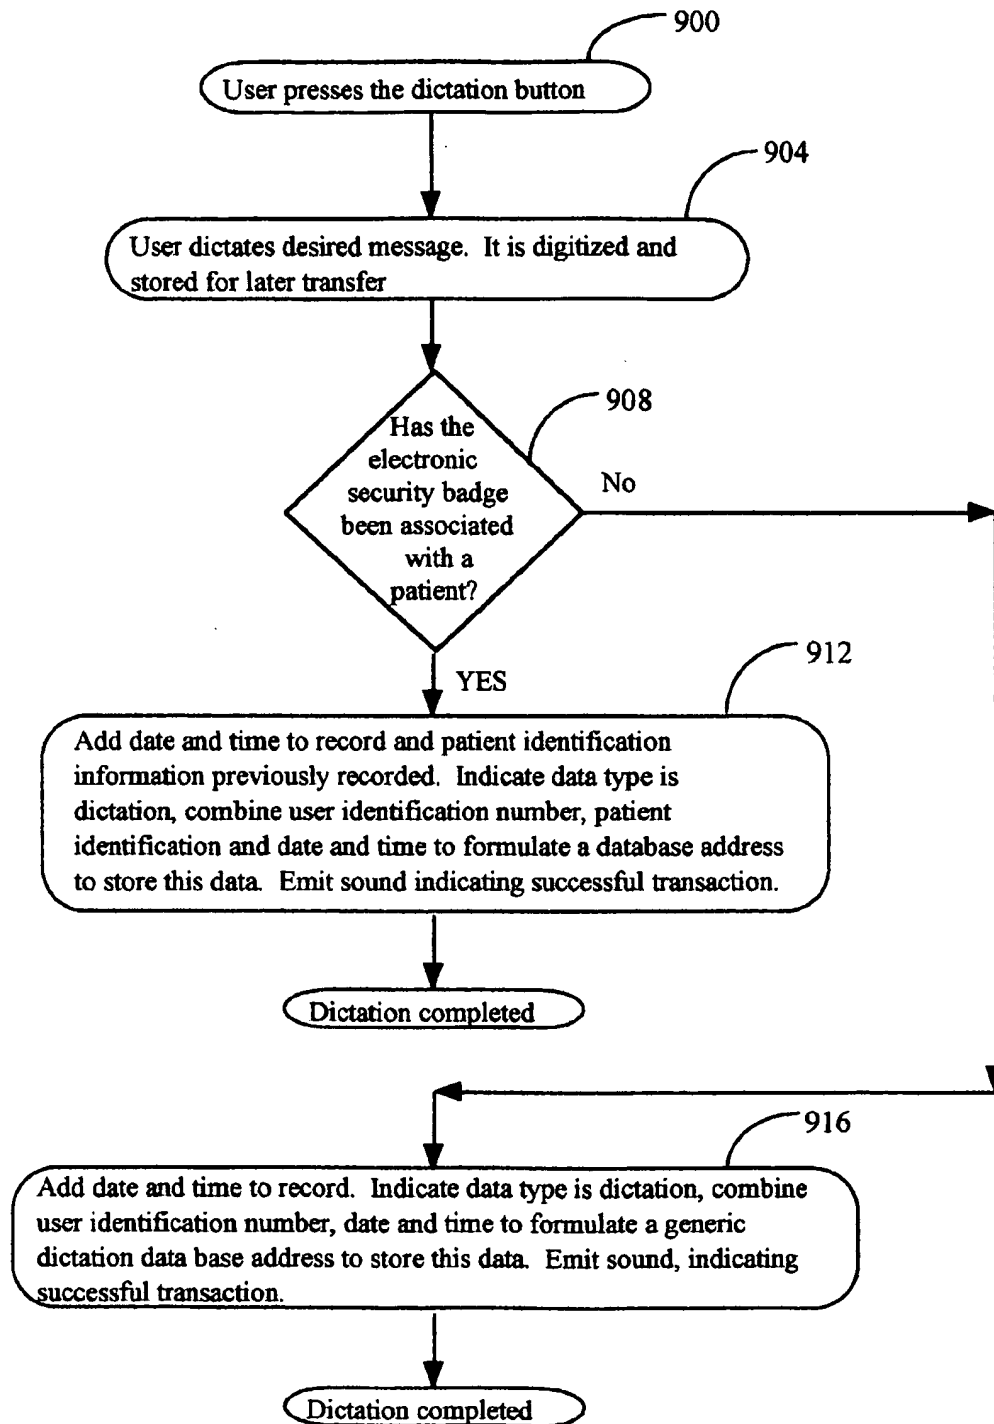 900
User presses the dictation button
904
User dictates desired message. It is digitized and
stored for later transfer
908
Has the
electronic
security badge
been associated
with a
patient?
No
YES
912
Add date and time to record and patient identification
information previously recorded. Indicate data type is
dictation, combine user identification number, patient
identification and date and time to formulate a database address
to store this data. Emit sound indicating successful transaction.
Dictation completed
916
Add date and time to record. Indicate data type is dictation, combine
user identification number, date and time to formulate a generic
dictation data base address to store this data. Emit sound, indicating
successful transaction.
Dictation completed